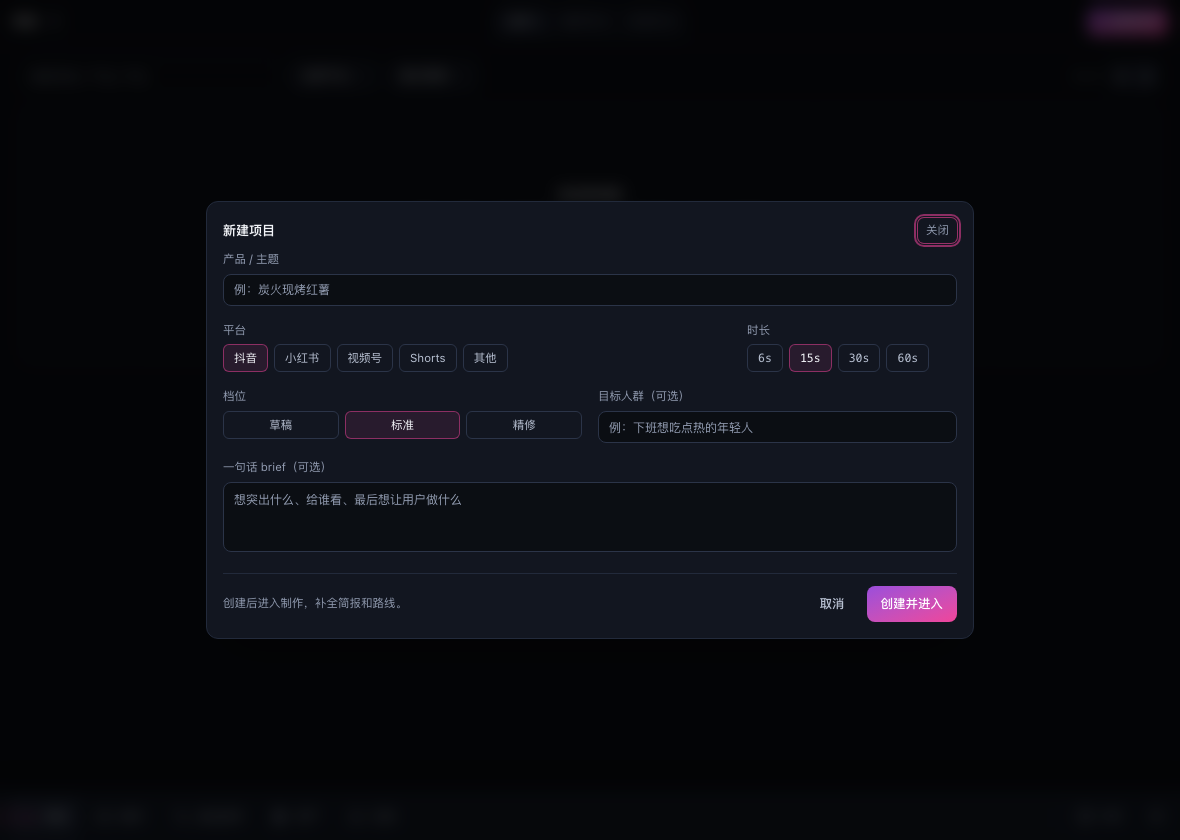 新建项目
关闭
产品 / 主题
例：炭火现烤红薯
平台
时长
抖音 小红书 视频号 Shorts 其他
6s 15s 30s 60s
档位
目标人群（可选）
草稿 标准 精修
例：下班想吃点热的年轻人
一句话 brief（可选）
想突出什么、给谁看、最后想让用户做什么
创建后进入制作，补全简报和路线。
取消
创建并进入